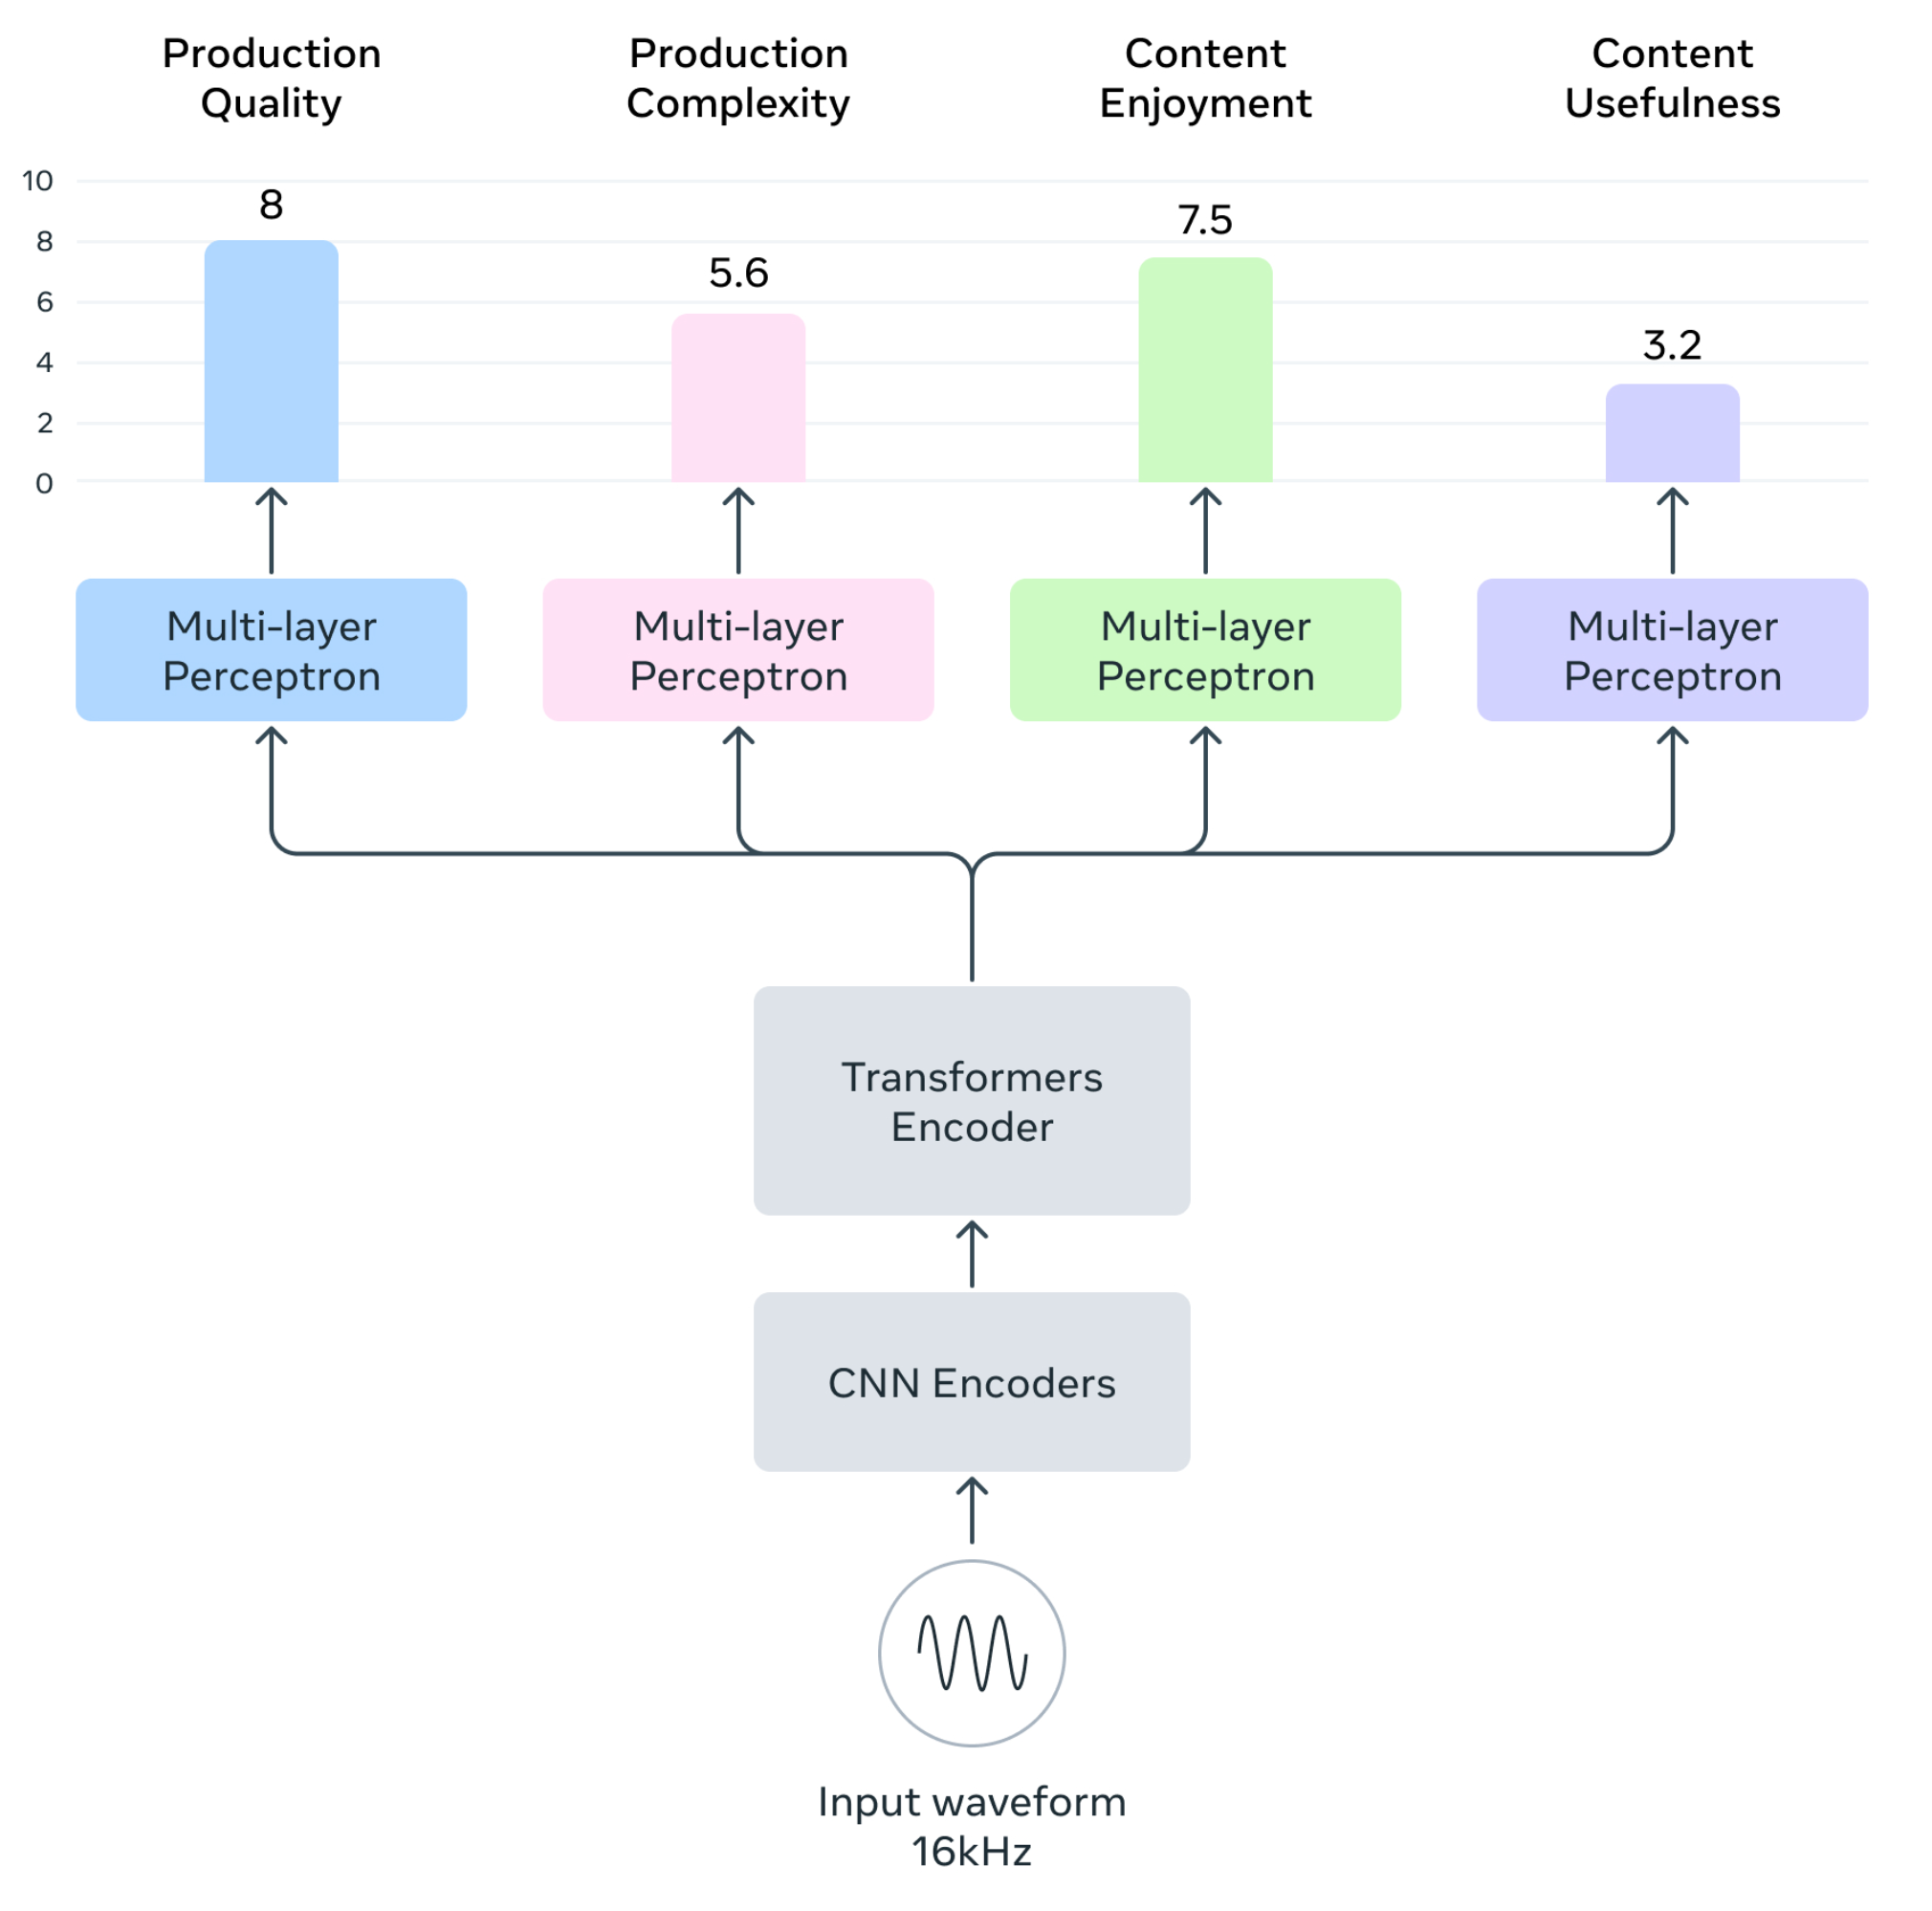 Production
Quality
Production
Complexity
Content
Enjoyment
Content
Usefulness
10
8
6
4
2
0
8
5.6
7.5
3.2
Multi-layer
Perceptron
Multi-layer
Perceptron
Multi-layer
Perceptron
Multi-layer
Perceptron
Transformers
Encoder
CNN Encoders
Input waveform
16kHz